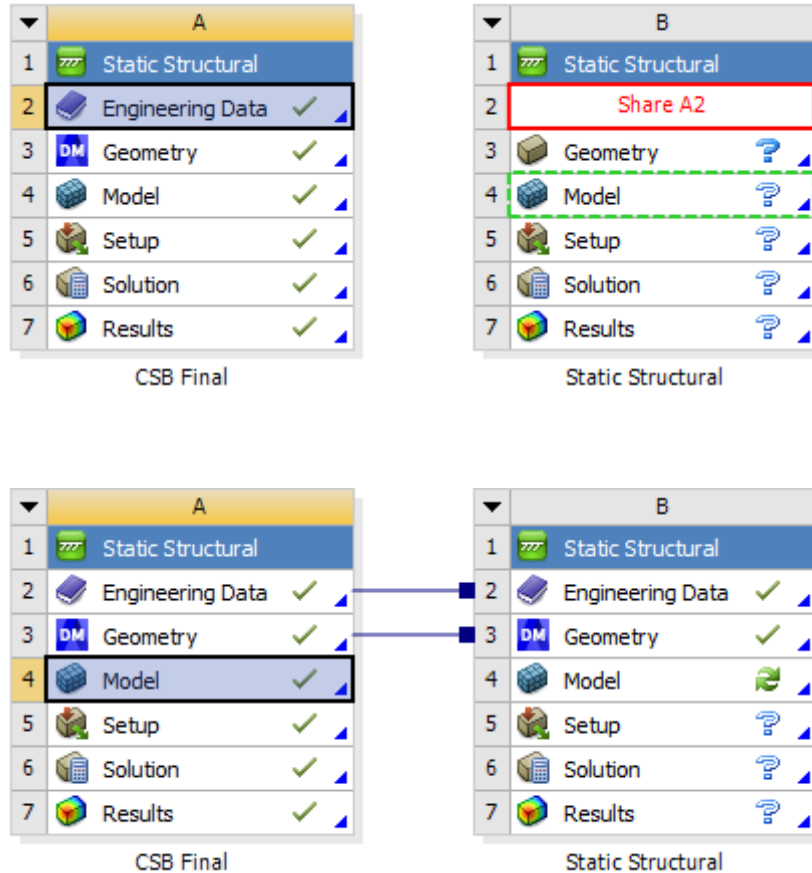 A
1 Static Structural
2 Engineering Data
3 DM Geometry
4 Model
5 Setup
6 Solution
7 Results
CSB Final
B
1 Static Structural
2 Share A2
3 Geometry
4 Model
5 Setup
6 Solution
7 Results
Static Structural
A
1 Static Structural
2 Engineering Data
3 DM Geometry
4 Model
5 Setup
6 Solution
7 Results
CSB Final
B
1 Static Structural
2 Engineering Data
3 DM Geometry
4 Model
5 Setup
6 Solution
7 Results
Static Structural